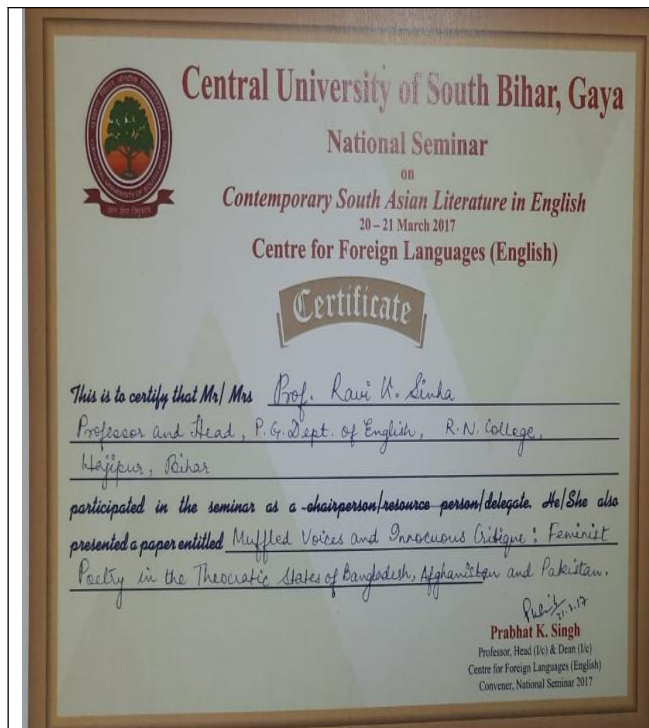 Central University of South Bihar, Gaya
National Seminar
on
Contemporary South Asian Literature in English
20 – 21 March 2017
Centre for Foreign Languages (English)
Certificate
This is to certify that Mr/ Mrs Prof. Ravi K. Sinha
Professor and Head, P.G. Dept. of English, R.N. College,
Hajipur, Bihar
participated in the seminar as a chairperson/resource person/delegate. He/She also
presented a paper entitled Muffled Voices and Innocuous Critique : Feminist
Poetry in the Theocratic States of Bangladesh, Afghanistan and Pakistan.
21.3.17
Prabhat K. Singh
Professor, Head (I/c) & Dean (I/c)
Centre for Foreign Languages (English)
Convener, National Seminar 2017